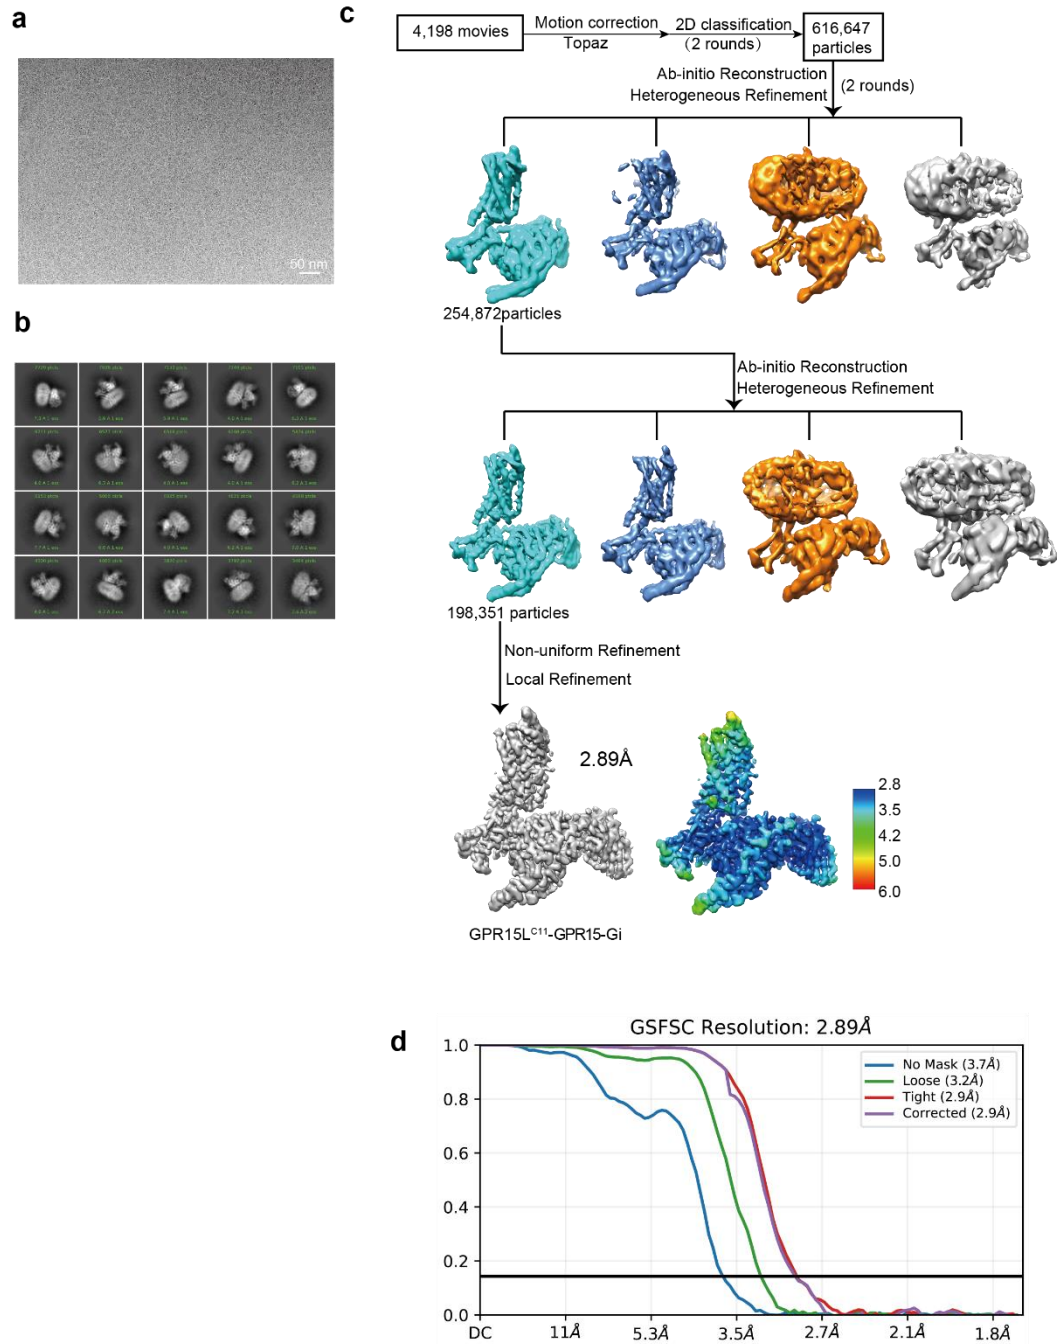 a
50 nm
b
c
4,198 movies
Motion correction
Topaz
2D classification
(2 rounds)
616,647
particles
Ab-initio Reconstruction
Heterogeneous Refinement
(2 rounds)
254,872particles
Ab-initio Reconstruction
Heterogeneous Refinement
198,351 particles
Non-uniform Refinement
Local Refinement
2.89Å
2.8
3.5
4.2
5.0
6.0
GPR15L^C11-GPR15-Gi
d
GSFSC Resolution: 2.89Å
No Mask (3.7Å)
Loose (3.2Å)
Tight (2.9Å)
Corrected (2.9Å)
1.0
0.8
0.6
0.4
0.2
0.0
DC 11Å 5.3Å 3.5Å 2.7Å 2.1Å 1.8Å